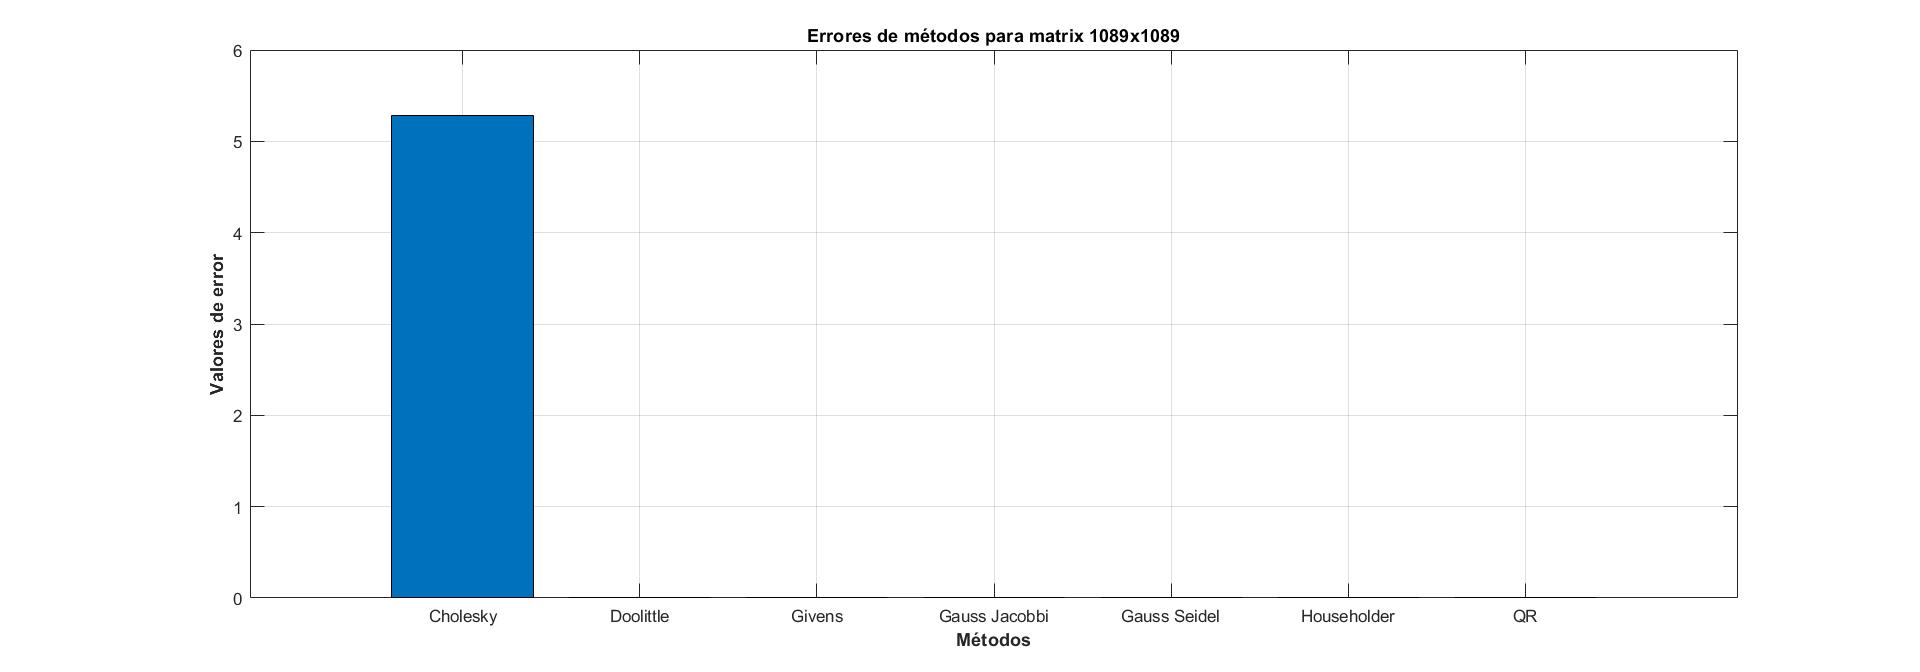 Errores de métodos para matrix 1089x1089
Valores de error
6
5
4
3
2
1
0
Cholesky Doolittle Givens Gauss Jacobbi Gauss Seidel Householder QR
Métodos